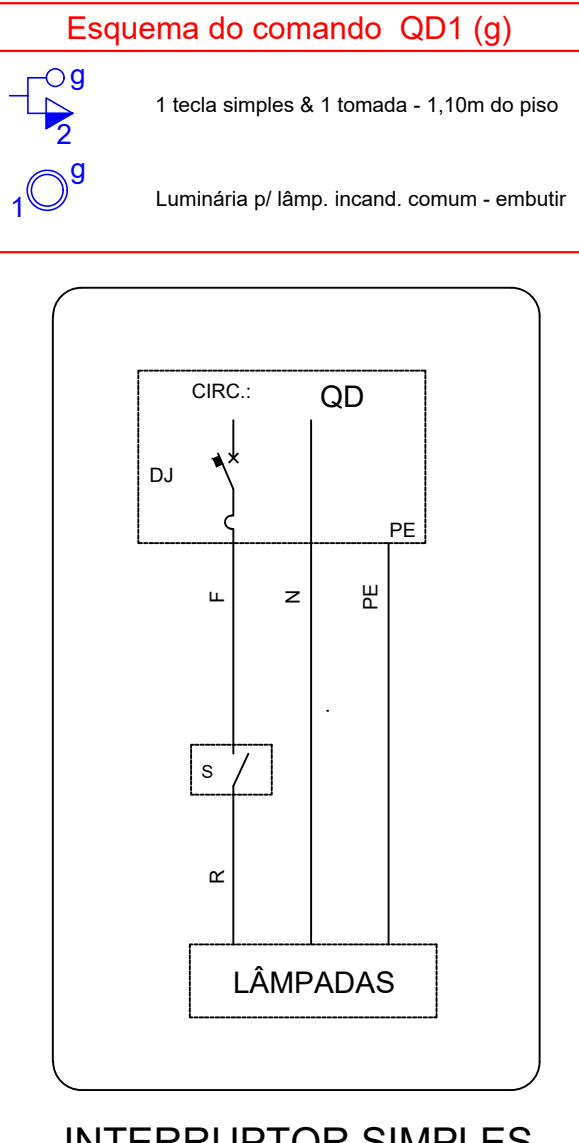 Esquema do comando QD1 (g)
g
1 tecla simples & 1 tomada - 1,10m do piso
2
g
1
Luminária p/ lâmp. incand. comum - embutir
CIRC.:
QD
DJ
PE
F
N
PE
S
R
LÂMPADAS
INTERRUPTOR SIMPLES